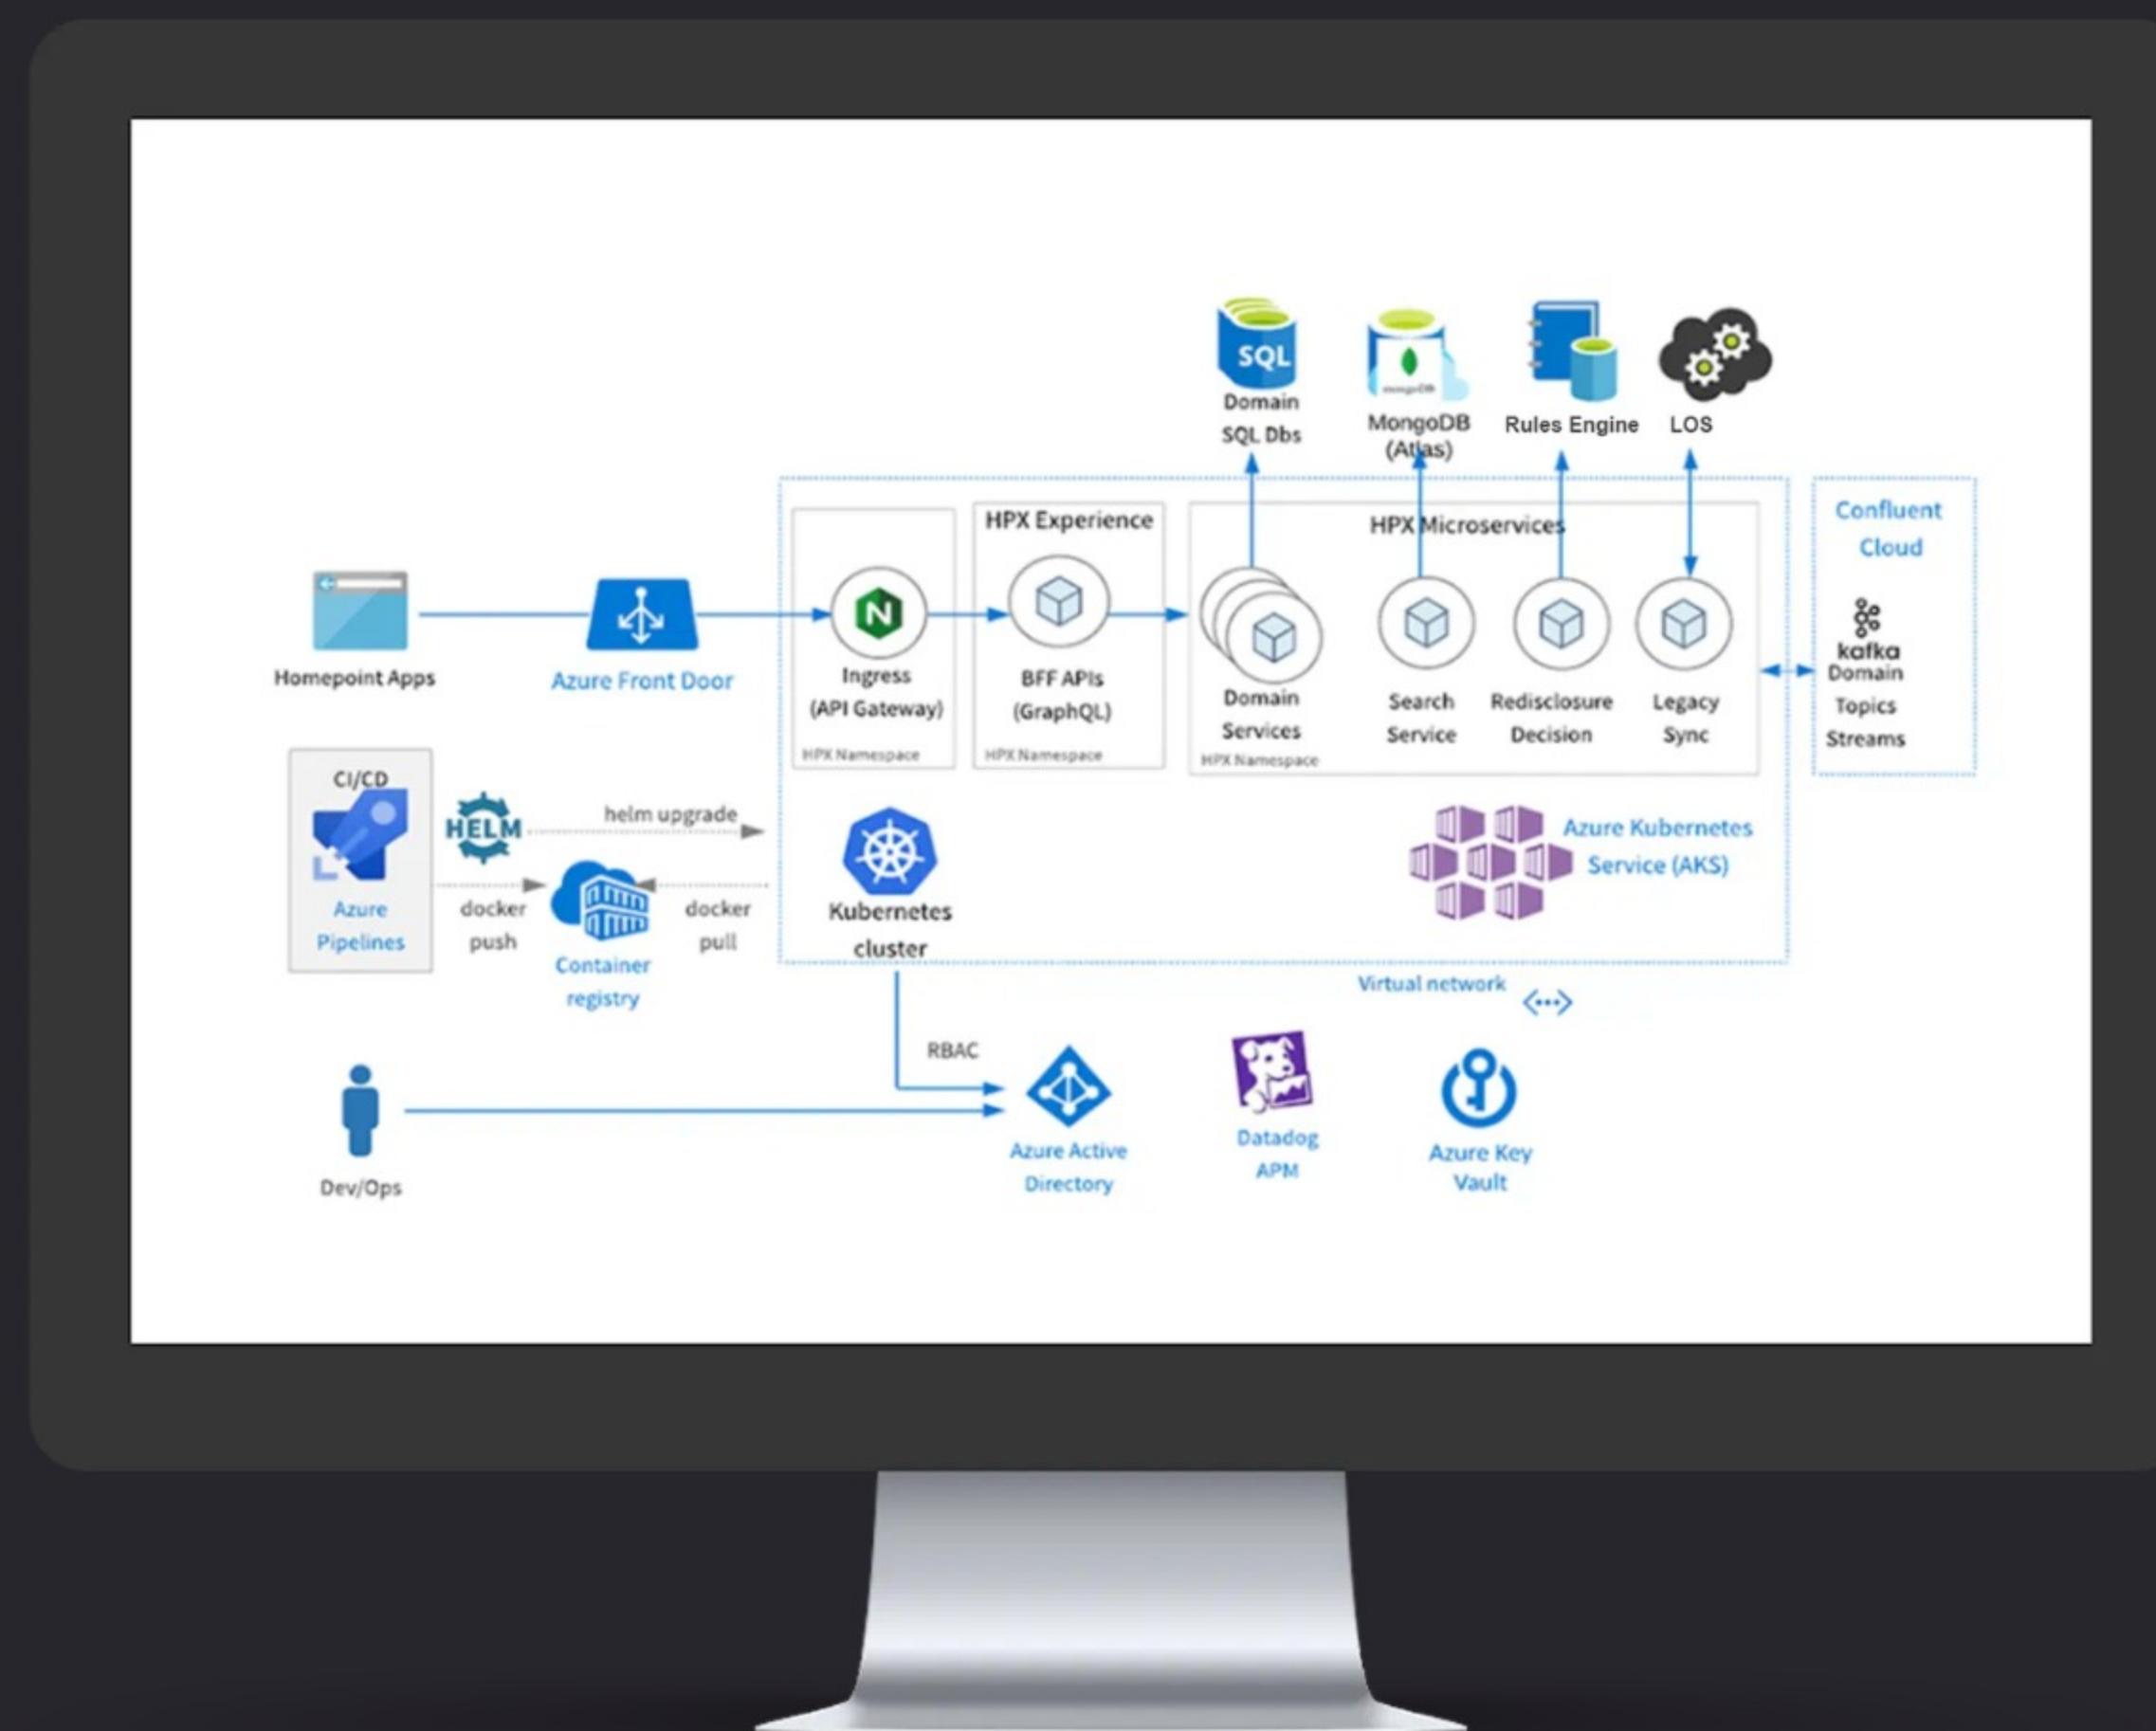 SQL
Domain
SQL Dbs
mongoDB
MongoDB
(Atlas)
Rules Engine
LOS
HPX Experience
HPX Microservices
Confluent
Cloud
Homepoint Apps
Azure Front Door
N
Ingress
(API Gateway)
HPX Namespace
BFF APIs
(GraphQL)
HPX Namespace
Domain
Services
HPX Namespace
Search
Service
Redisclosure
Decision
Legacy
Sync
kafka
Domain
Topics
Streams
CI/CD
Azure
Pipelines
HELM
helm upgrade
docker
push
docker
pull
Container
registry
Kubernetes
cluster
Azure Kubernetes
Service (AKS)
Virtual network
RBAC
Dev/Ops
Azure Active
Directory
Datadog
APM
Azure Key
Vault